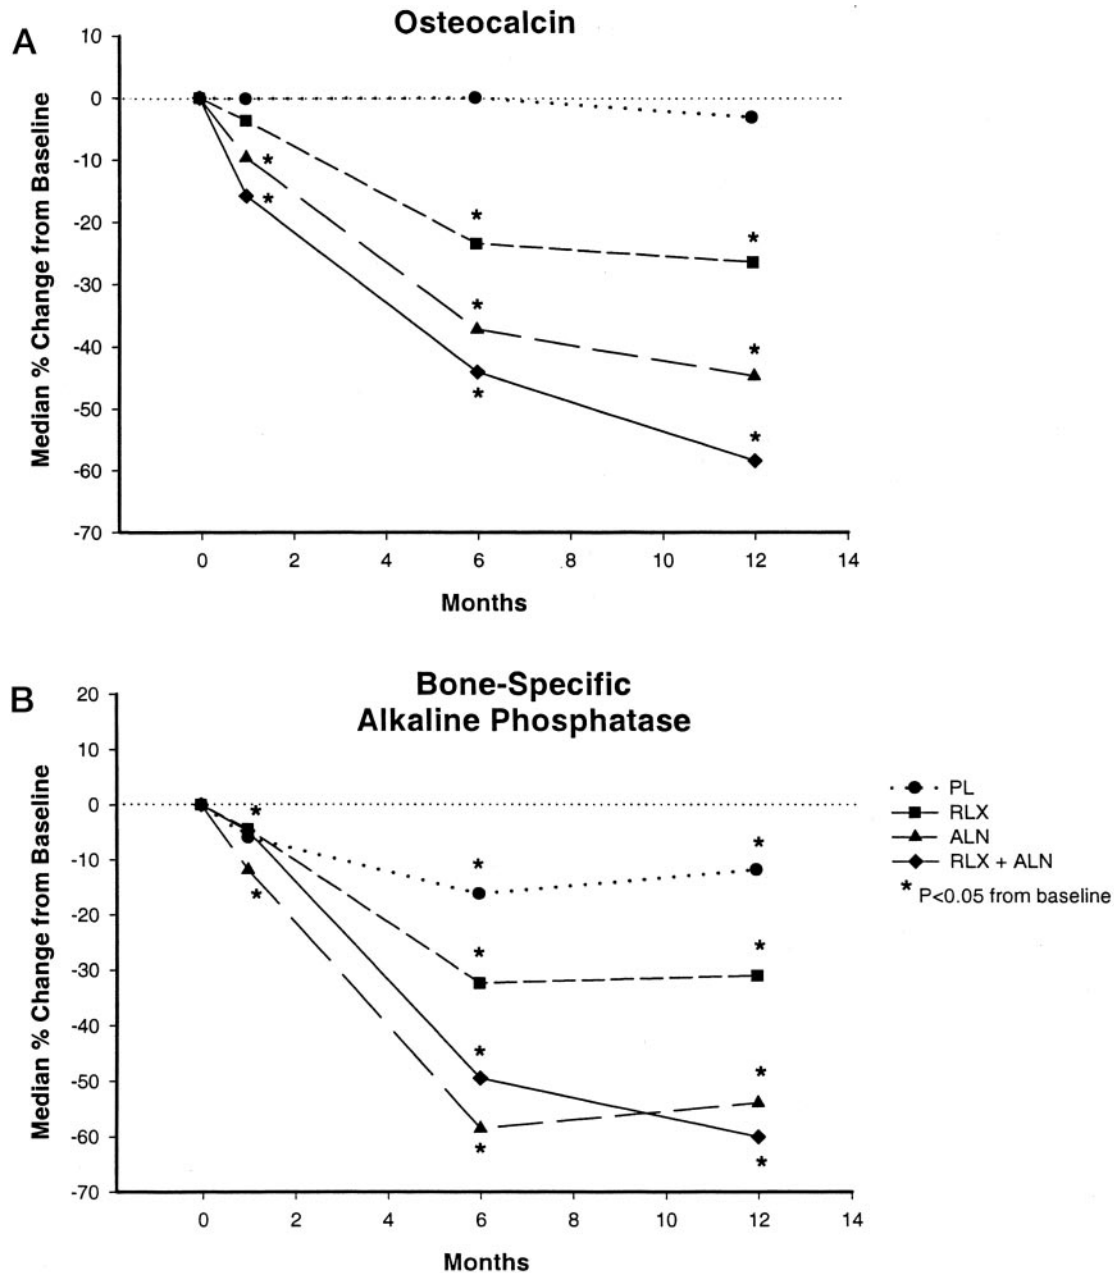 A
Osteocalcin
10
0
-10
-20
-30
-40
-50
-60
-70
Median % Change from Baseline
*
*
*
*
*
*
*
*
0 2 4 6 8 10 12 14
Months
B
Bone-Specific
Alkaline Phosphatase
20
10
0
-10
-20
-30
-40
-50
-60
-70
Median % Change from Baseline
*
*
*
*
*
*
*
*
*
*
0 2 4 6 8 10 12 14
Months
PL
RLX
ALN
RLX + ALN
* P<0.05 from baseline